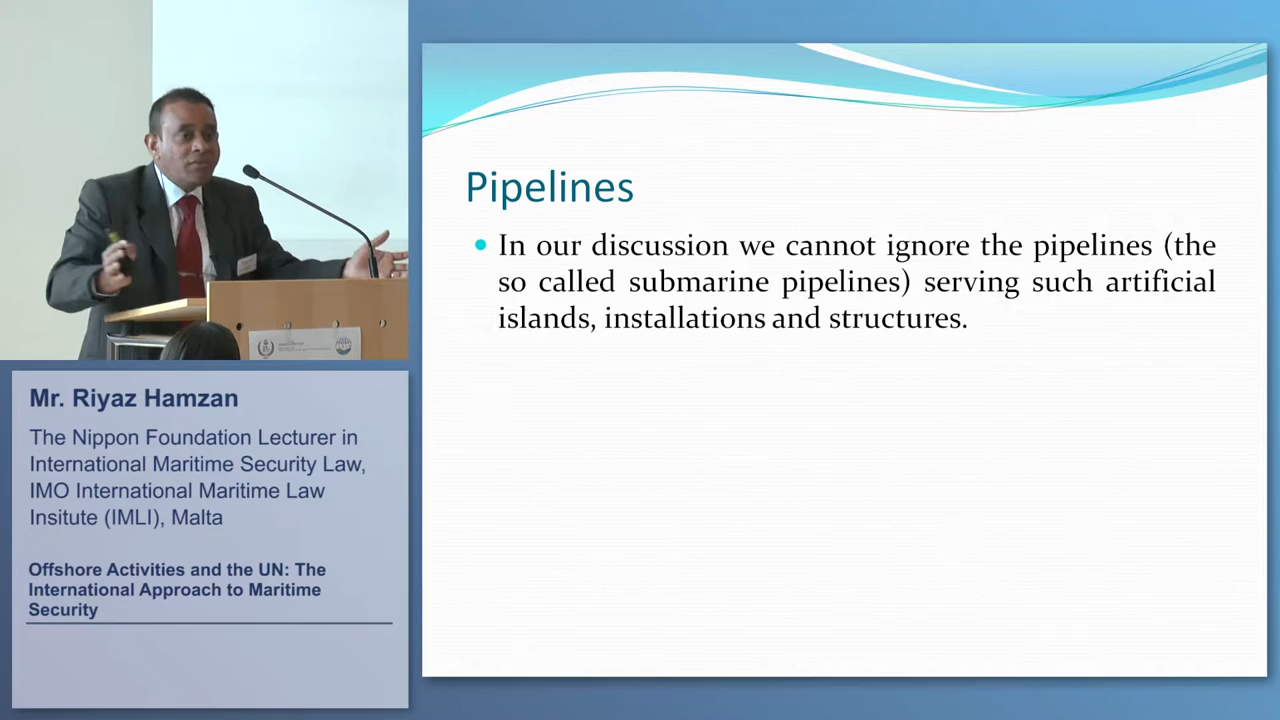 Pipelines
In our discussion we cannot ignore the pipelines (the
so called submarine pipelines) serving such artificial
islands, installations and structures.
Mr. Riyaz Hamzan
The Nippon Foundation Lecturer in
International Maritime Security Law,
IMO International Maritime Law
Insitute (IMLI), Malta
Offshore Activities and the UN: The
International Approach to Maritime
Security